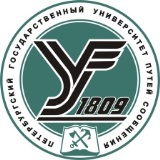 ПЕТЕРБУРГСКИЙ ГОСУДАРСТВЕННЫЙ УНИВЕРСИТЕТ ПУТЕЙ СООБЩЕНИЯ
1809